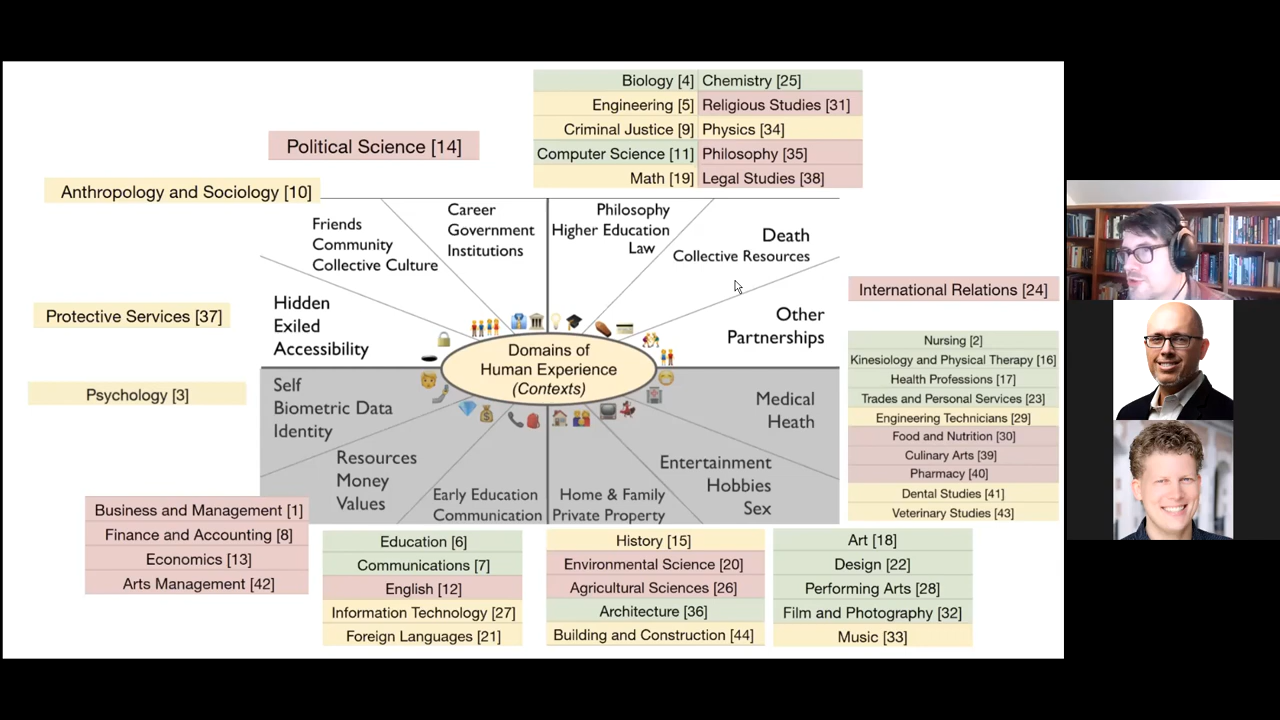 Biology [4] Chemistry [25]
Engineering [5] Religious Studies [31]
Criminal Justice [9] Physics [34]
Computer Science [11] Philosophy [35]
Math [19] Legal Studies [38]
Political Science [14]
Anthropology and Sociology [10]
Protective Services [37]
Psychology [3]
Friends
Community
Collective Culture
Career
Government
Institutions
Philosophy
Higher Education
Law
Death
Collective Resources
Hidden
Exiled
Accessibility
Other
Partnerships
Domains of
Human Experience
(Contexts)
Self
Biometric Data
Identity
Medical
Heath
Resources
Money
Values
Early Education
Communication
Home & Family
Private Property
Entertainment
Hobbies
Sex
International Relations [24]
Nursing [2]
Kinesiology and Physical Therapy [16]
Health Professions [17]
Trades and Personal Services [23]
Engineering Technicians [29]
Food and Nutrition [30]
Culinary Arts [39]
Pharmacy [40]
Dental Studies [41]
Veterinary Studies [43]
Business and Management [1]
Finance and Accounting [8]
Economics [13]
Arts Management [42]
Education [6]
Communications [7]
English [12]
Information Technology [27]
Foreign Languages [21]
History [15]
Environmental Science [20]
Agricultural Sciences [26]
Architecture [36]
Building and Construction [44]
Art [18]
Design [22]
Performing Arts [28]
Film and Photography [32]
Music [33]